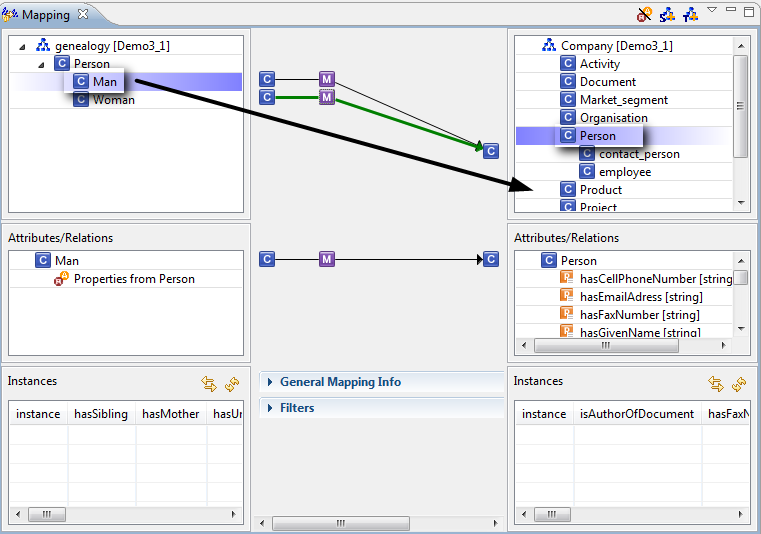 Mapping
genealogy [Demo3_1]
Person
C Man
C Woman
C M
C M
C
Company [Demo3_1]
C Activity
C Document
C Market_segment
C Organisation
C Person
C contact_person
C employee
C Product
C Project
Attributes/Relations
C Man
Properties from Person
C M C
Attributes/Relations
C Person
hasCellPhoneNumber [string]
hasEmailAdress [string]
hasFaxNumber [string]
hasGivenName [string]
Instances
instance hasSibling hasMother hasUn
General Mapping Info
Filters
Instances
instance isAuthorOfDocument hasFaxN